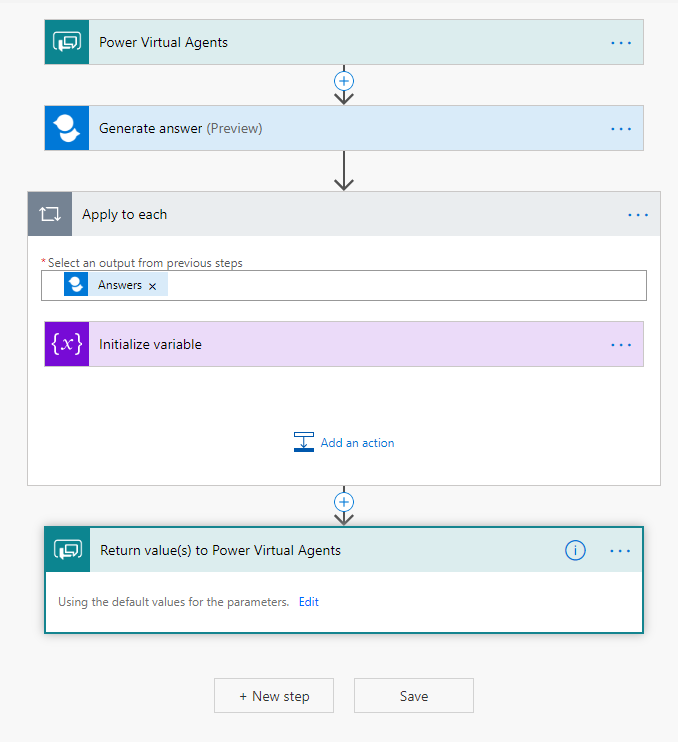 Power Virtual Agents
Generate answer (Preview)
Apply to each
* Select an output from previous steps
Answers ×
{x} Initialize variable
Add an action
Return value(s) to Power Virtual Agents
Using the default values for the parameters. Edit
+ New step Save